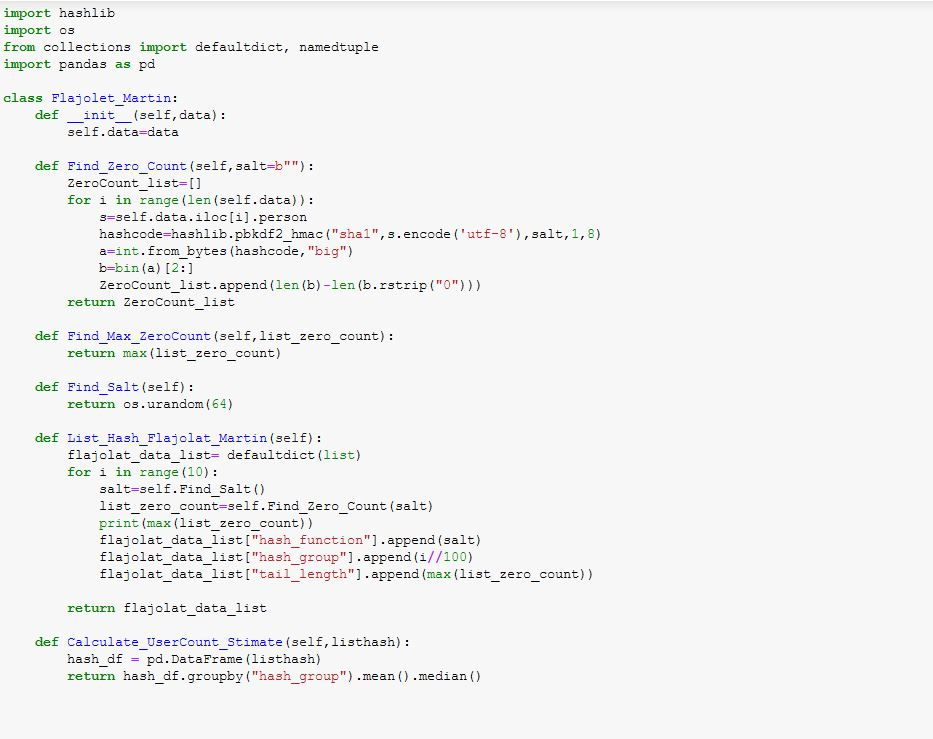 import hashlib
import os
from collections import defaultdict, namedtuple
import pandas as pd
class Flajolet_Martin:
def __init__(self,data):
self.data=data
def Find_Zero_Count(self,salt=b""):
ZeroCount_list=[]
for i in range(len(self.data)):
s=self.data.iloc[i].person
hashcode=hashlib.pbkdf2_hmac("sha1",s.encode('utf-8'),salt,1,8)
a=int.from_bytes(hashcode,"big")
b=bin(a)[2:]
ZeroCount_list.append(len(b)-len(b.rstrip("0")))
return ZeroCount_list
def Find_Max_ZeroCount(self,list_zero_count):
return max(list_zero_count)
def Find_Salt(self):
return os.urandom(64)
def List_Hash_Flajolat_Martin(self):
flajolat_data_list= defaultdict(list)
for i in range(10):
salt=self.Find_Salt()
list_zero_count=self.Find_Zero_Count(salt)
print(max(list_zero_count))
flajolat_data_list["hash_function"].append(salt)
flajolat_data_list["hash_group"].append(i//100)
flajolat_data_list["tail_length"].append(max(list_zero_count))
return flajolat_data_list
def Calculate_UserCount_Stimate(self,listhash):
hash_df = pd.DataFrame(listhash)
return hash_df.groupby("hash_group").mean().median()